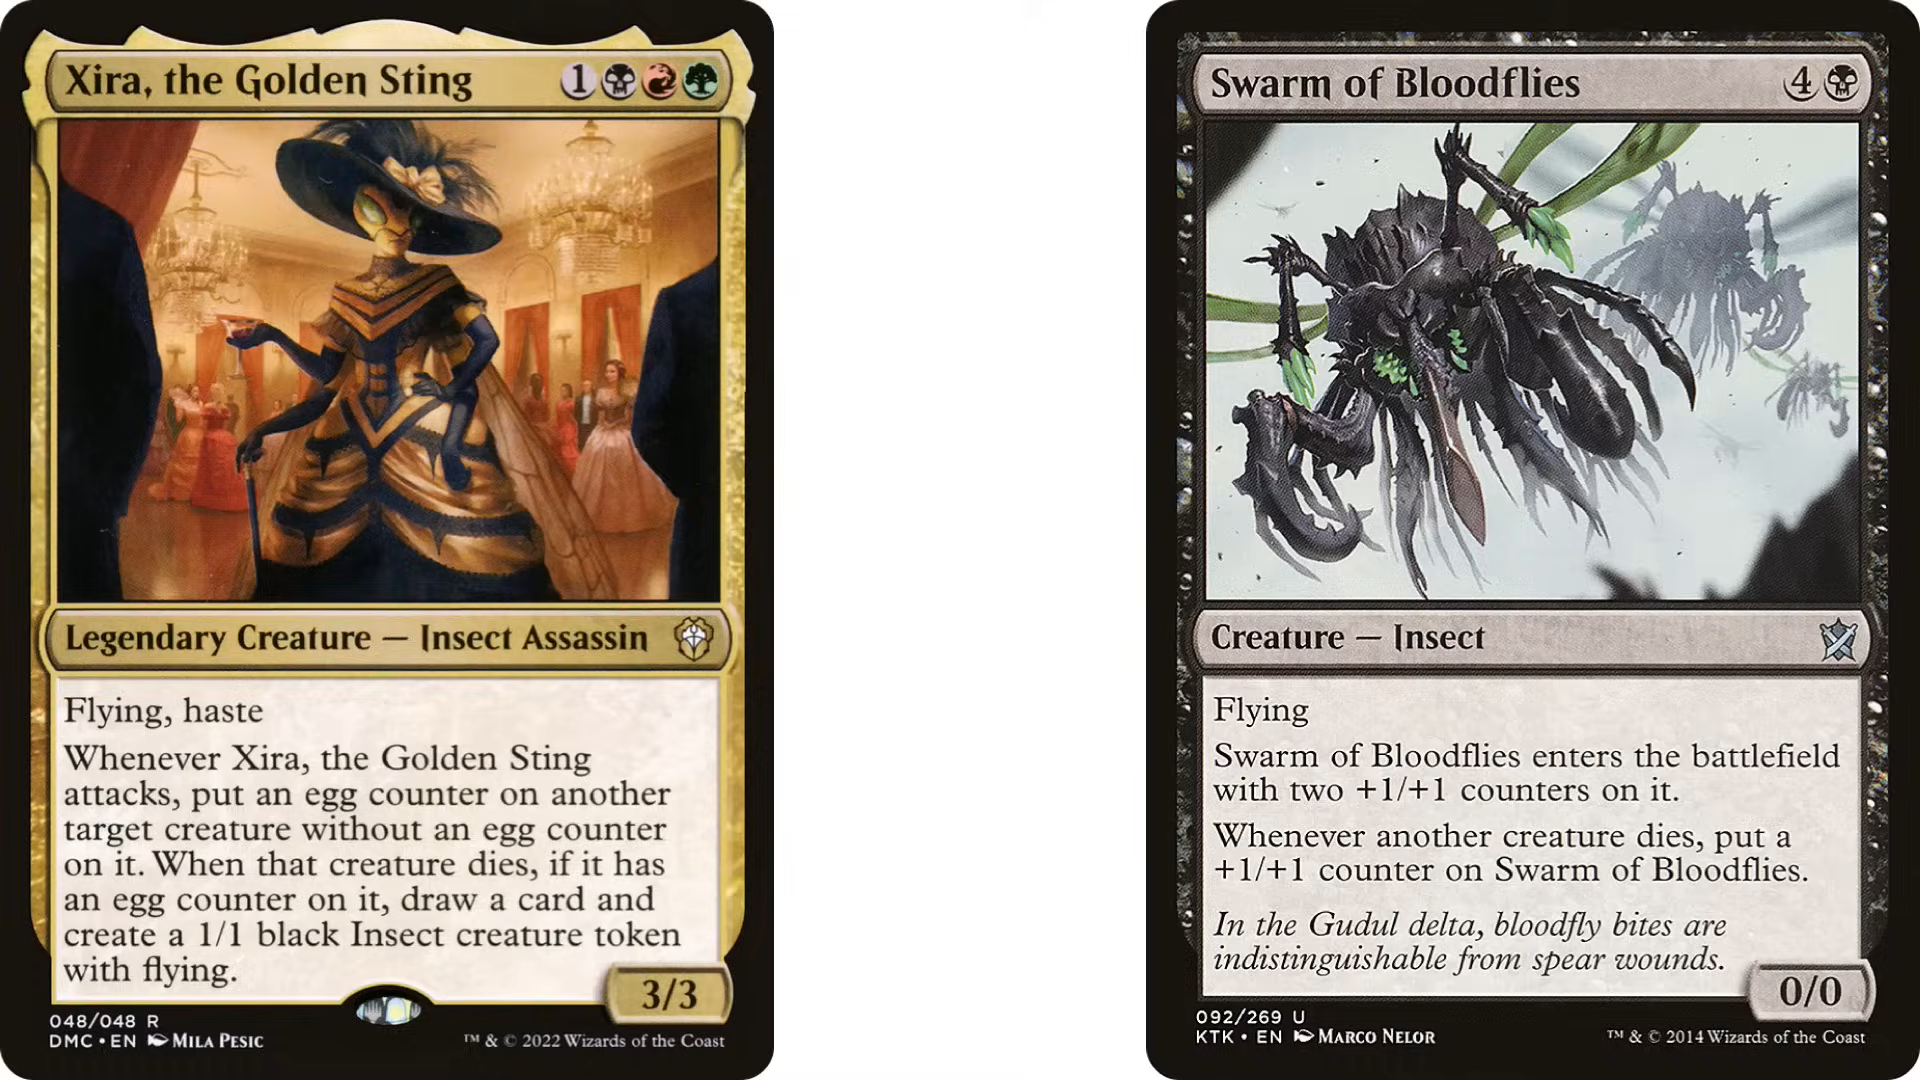 Xira, the Golden Sting
1
Legendary Creature — Insect Assassin
Flying, haste
Whenever Xira, the Golden Sting
attacks, put an egg counter on another
target creature without an egg counter
on it. When that creature dies, if it has
an egg counter on it, draw a card and
create a 1/1 black Insect creature token
with flying.
3/3
048/048 R
DMC • EN Mila Pesic
™ & © 2022 Wizards of the Coast
Swarm of Bloodflies
4
Creature — Insect
Flying
Swarm of Bloodflies enters the battlefield
with two +1/+1 counters on it.
Whenever another creature dies, put a
+1/+1 counter on Swarm of Bloodflies.
In the Gudul delta, bloodfly bites are
indistinguishable from spear wounds.
0/0
092/269 U
KTK • EN Marco Nelor
™ & © 2014 Wizards of the Coast